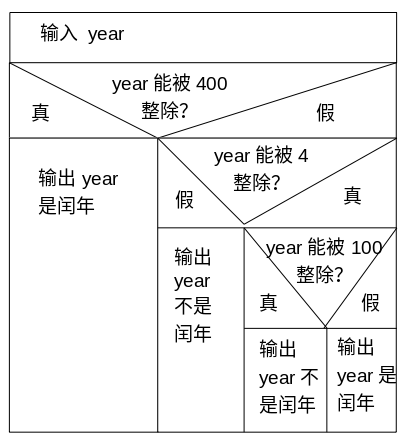 输入 year
year 能被 400
整除?
真
假
year 能被 4
整除?
假
真
输出 year
是闰年
year 能被 100
整除?
真
假
输出
year
不是
闰年
输出
year 不
是闰年
输出
year 是
闰年